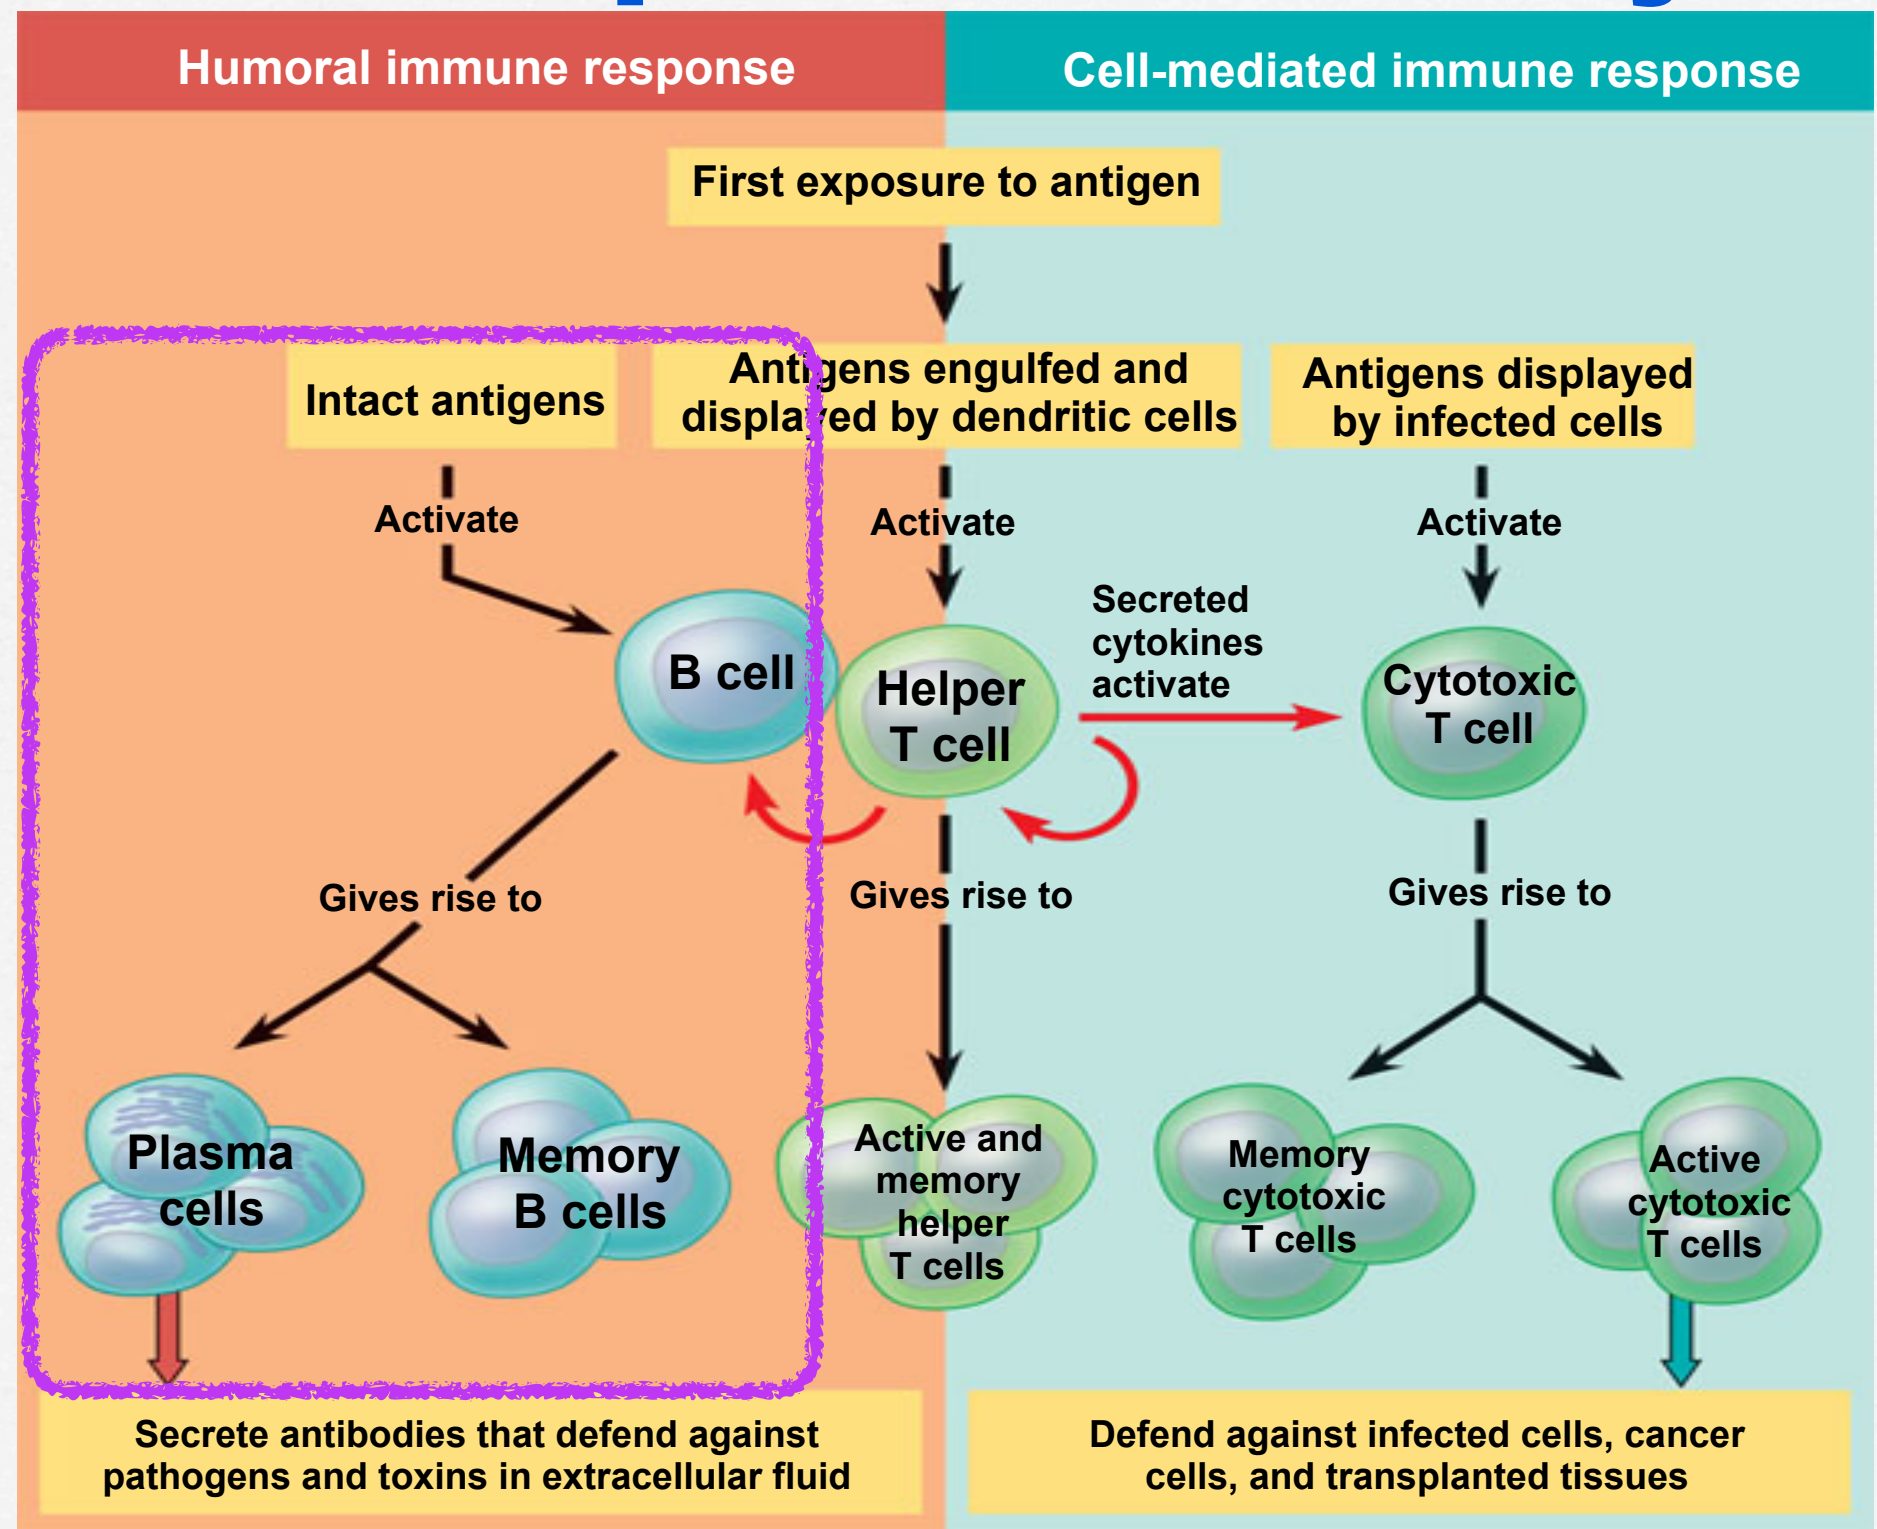 Humoral immune response
Cell-mediated immune response
First exposure to antigen
Intact antigens
Antigens engulfed and
displayed by dendritic cells
Antigens displayed
by infected cells
Activate
Activate
Activate
Secreted
cytokines
activate
B cell
Helper
T cell
Cytotoxic
T cell
Gives rise to
Gives rise to
Gives rise to
Plasma
cells
Memory
B cells
Active and
memory
helper
T cells
Memory
cytotoxic
T cells
Active
cytotoxic
T cells
Secrete antibodies that defend against
pathogens and toxins in extracellular fluid
Defend against infected cells, cancer
cells, and transplanted tissues